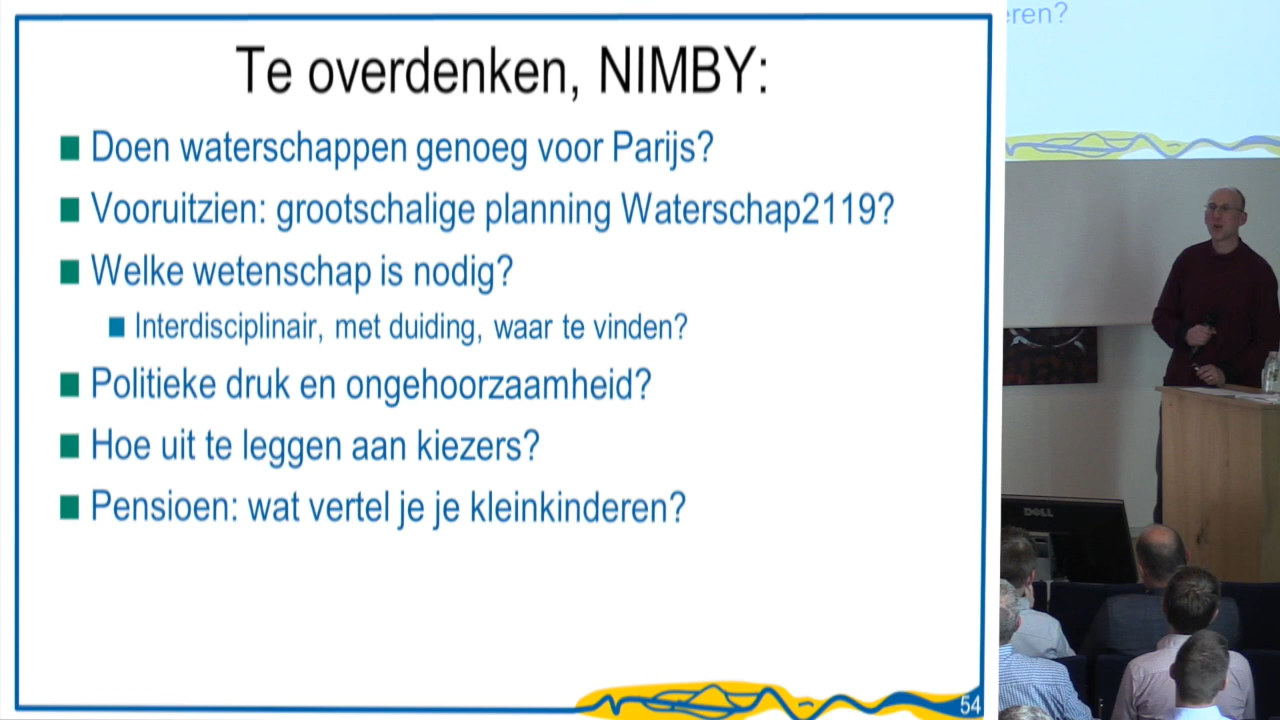 Te overdenken, NIMBY:
Doen waterschappen genoeg voor Parijs?
Vooruitzien: grootschalige planning Waterschap2119?
Welke wetenschap is nodig?
Interdisciplinair, met duiding, waar te vinden?
Politieke druk en ongehoorzaamheid?
Hoe uit te leggen aan kiezers?
Pensioen: wat vertel je je kleinkinderen?
54
eren?
DELL